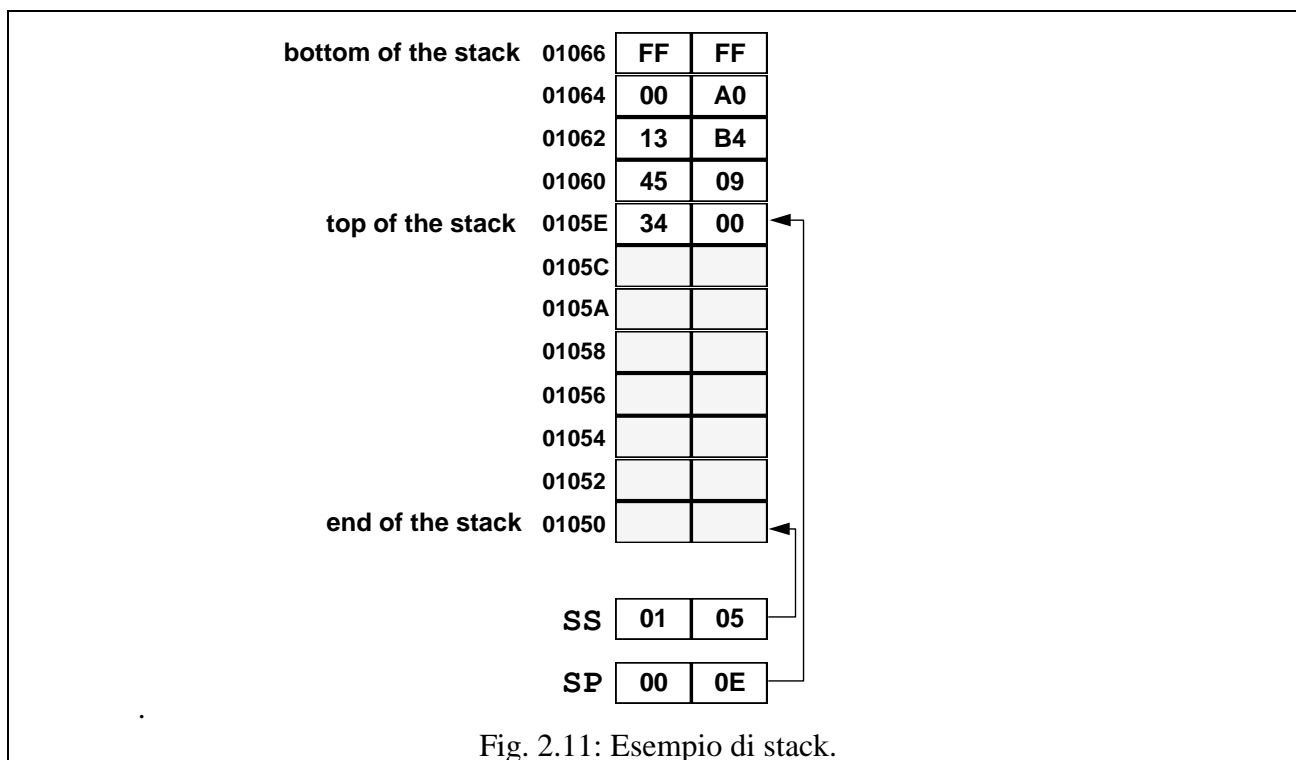 bottom of the stack 01066 FF FF
01064 00 A0
01062 13 B4
01060 45 09
top of the stack 0105E 34 00
0105C
0105A
01058
01056
01054
01052
end of the stack 01050
SS 01 05
SP 00 0E
.
Fig. 2.11: Esempio di stack.